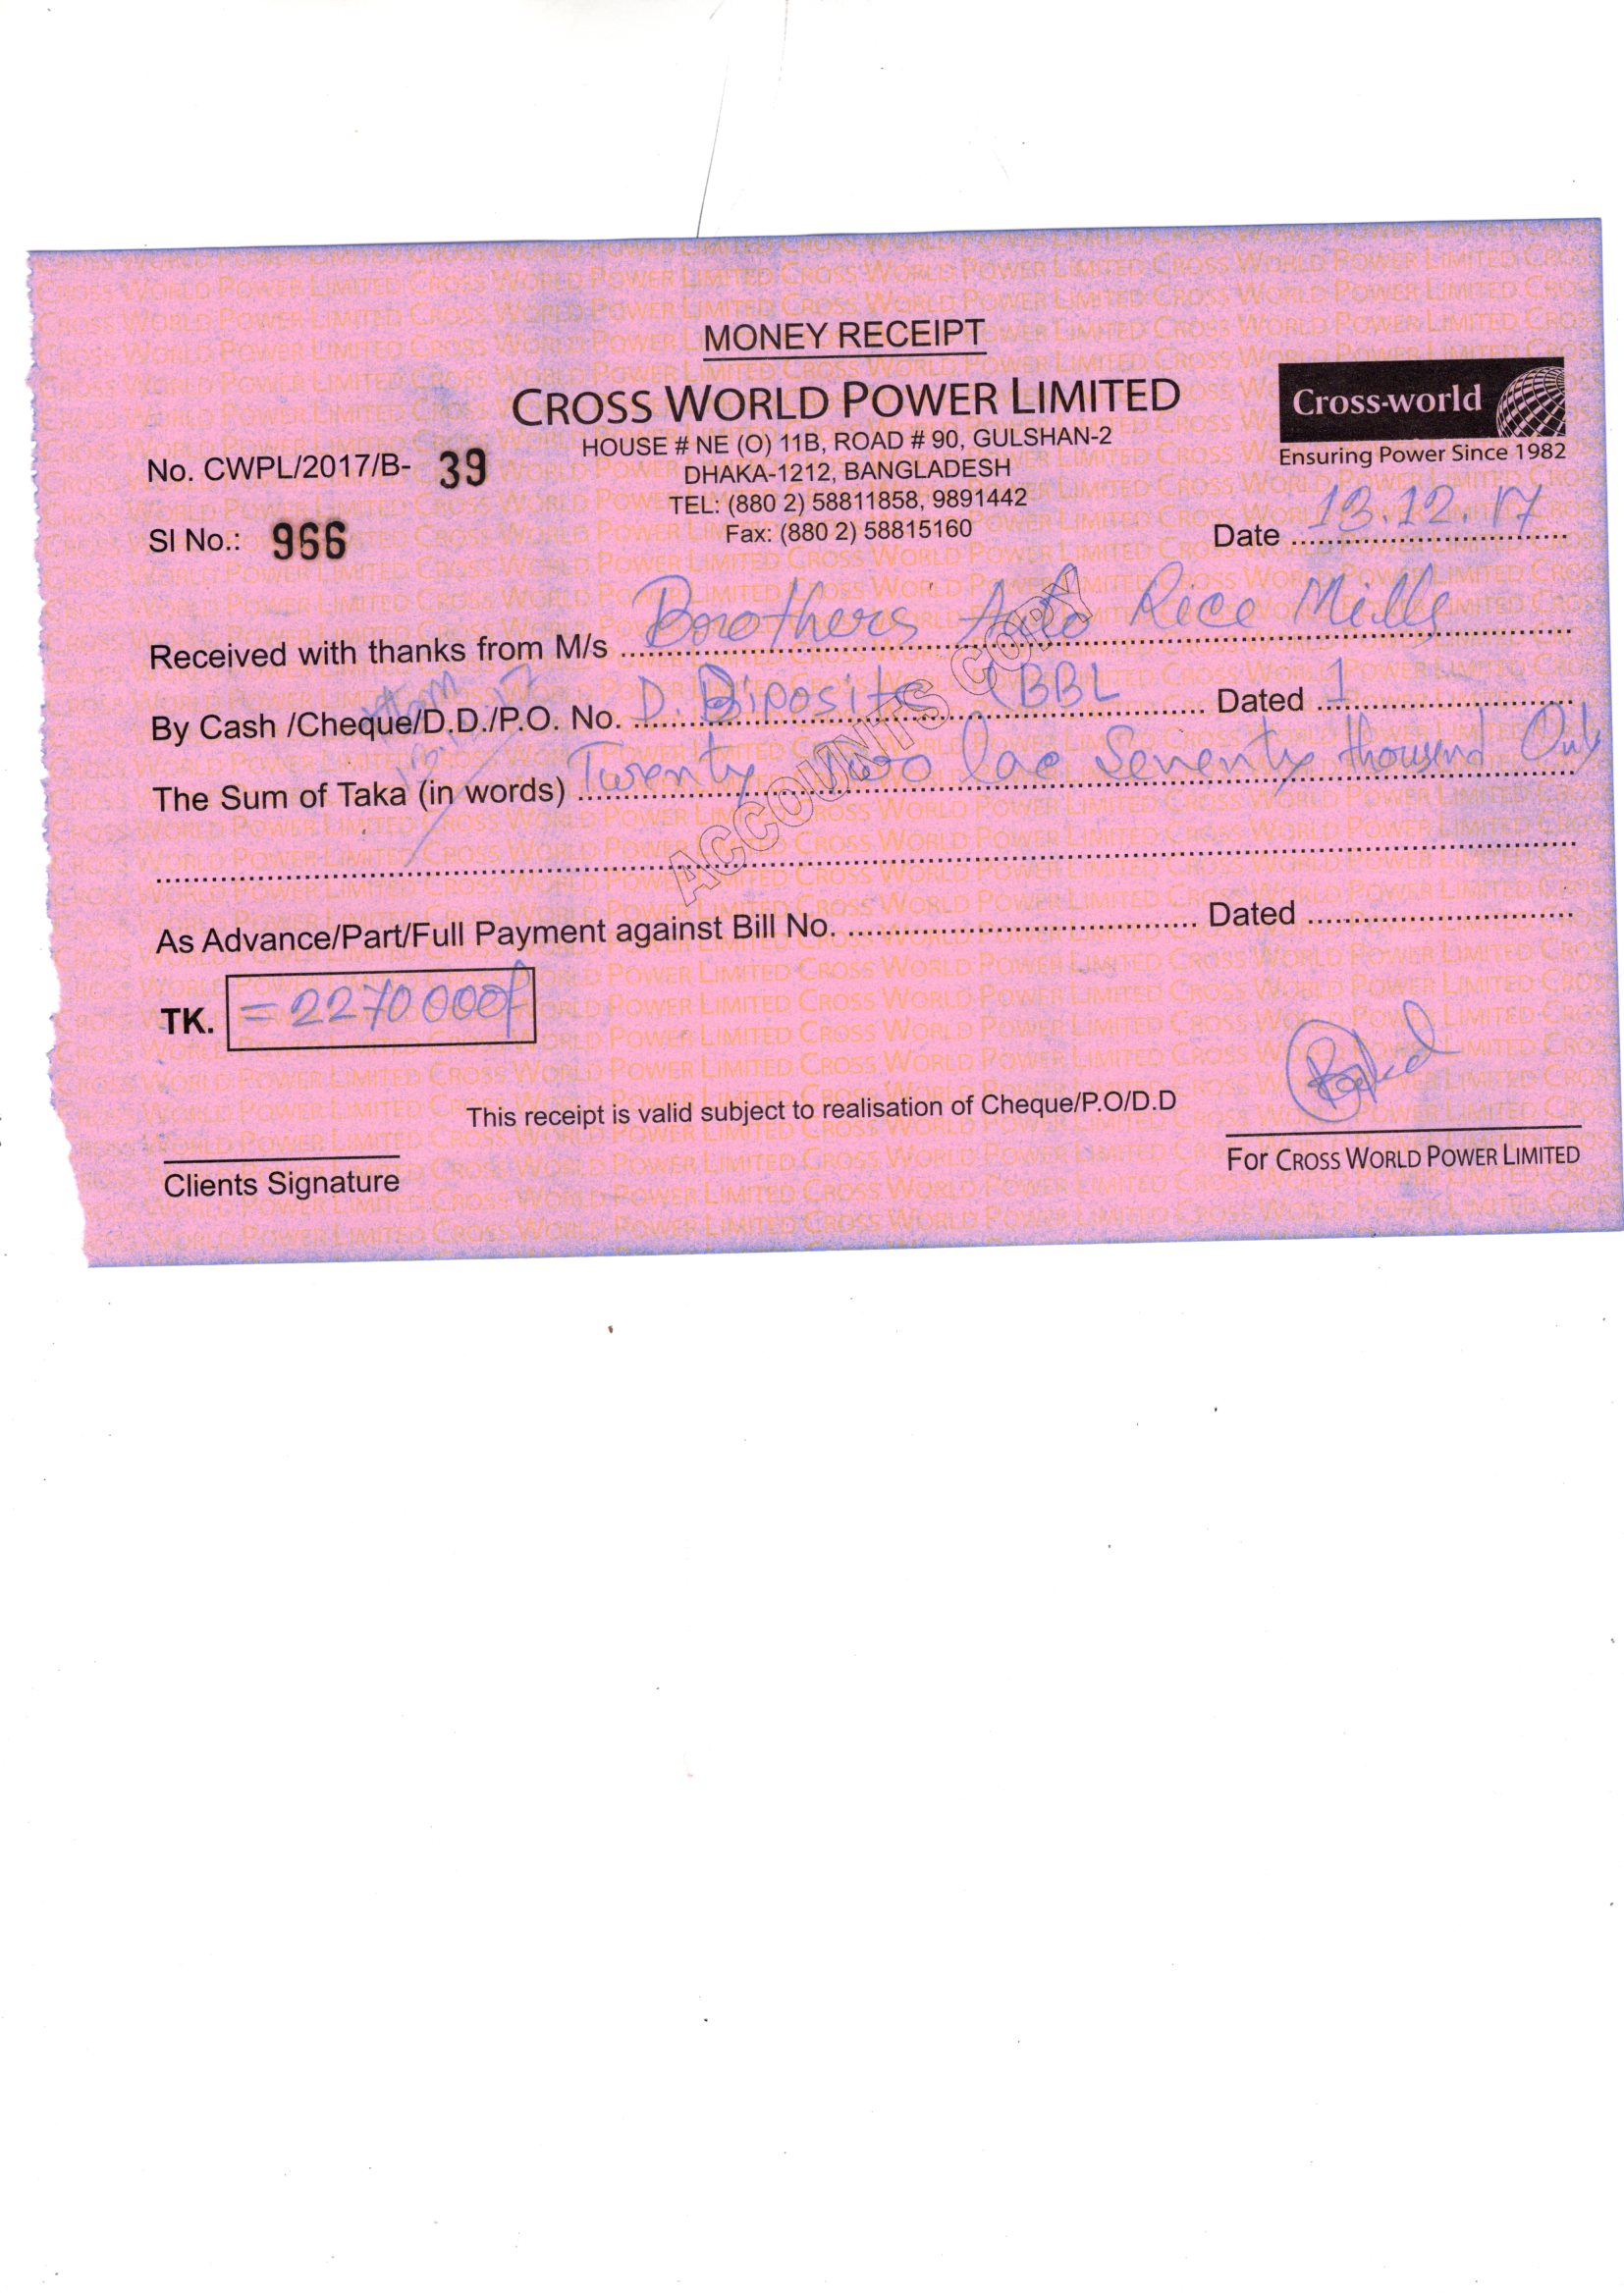 MONEY RECEIPT
CROSS WORLD POWER LIMITED
HOUSE # NE (O) 11B, ROAD # 90, GULSHAN-2
DHAKA-1212, BANGLADESH
TEL: (880 2) 58811858, 9891442
Fax: (880 2) 58815160
Cross-world
Ensuring Power Since 1982
No. CWPL/2017/B- 39
Sl No.: 966
Date 13.12.17
Received with thanks from M/s Brothers Auto Rice Mills
By Cash /Cheque/D.D./P.O. No. D. Diposite BBL Dated 1
The Sum of Taka (in words) Twenty two lac Seventy thousand Only
ACCOUNTS COPY
As Advance/Part/Full Payment against Bill No. Dated
TK. =2270000/
This receipt is valid subject to realisation of Cheque/P.O/D.D
Clients Signature
For CROSS WORLD POWER LIMITED